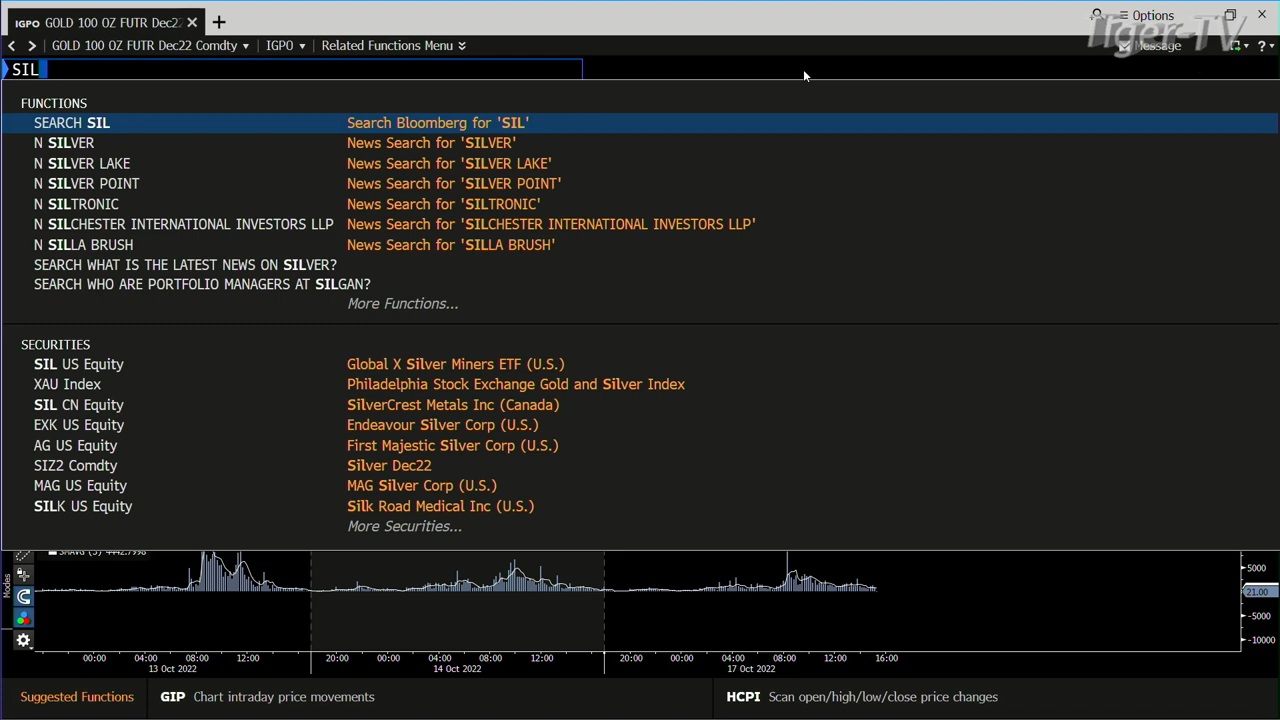 IGPO GOLD 100 OZ FUTR Dec22
Options
Tiger-TV
GOLD 100 OZ FUTR Dec22 Comdty
IGPO
Related Functions Menu
Message
?
SIL
FUNCTIONS
SEARCH SIL Search Bloomberg for 'SIL'
N SILVER News Search for 'SILVER'
N SILVER LAKE News Search for 'SILVER LAKE'
N SILVER POINT News Search for 'SILVER POINT'
N SILTRONIC News Search for 'SILTRONIC'
N SILCHESTER INTERNATIONAL INVESTORS LLP News Search for 'SILCHESTER INTERNATIONAL INVESTORS LLP'
N SILLA BRUSH News Search for 'SILLA BRUSH'
SEARCH WHAT IS THE LATEST NEWS ON SILVER?
SEARCH WHO ARE PORTFOLIO MANAGERS AT SILGAN?
More Functions...
SECURITIES
SIL US Equity Global X Silver Miners ETF (U.S.)
XAU Index Philadelphia Stock Exchange Gold and Silver Index
SIL CN Equity SilverCrest Metals Inc (Canada)
EXK US Equity Endeavour Silver Corp (U.S.)
AG US Equity First Majestic Silver Corp (U.S.)
SIZ2 Comdty Silver Dec22
MAG US Equity MAG Silver Corp (U.S.)
SILK US Equity Silk Road Medical Inc (U.S.)
More Securities...
SMAVG (5) 4442.7998
Modes
5000
21.00
-5000
-10000
00:00 04:00 08:00 12:00 20:00 00:00 04:00 08:00 12:00 20:00 00:00 04:00 08:00 12:00 16:00
13 Oct 2022 14 Oct 2022 17 Oct 2022
Suggested Functions GIP Chart intraday price movements HCPI Scan open/high/low/close price changes